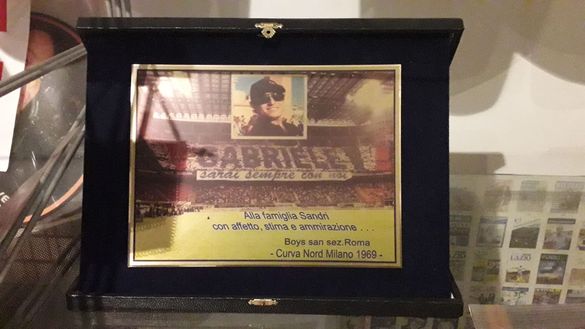 GABRIELE
sarai sempre con noi
Alla famiglia Sandri
con affetto, stima e ammirazione . . .
Boys san sez.Roma
- Curva Nord Milano 1969 -